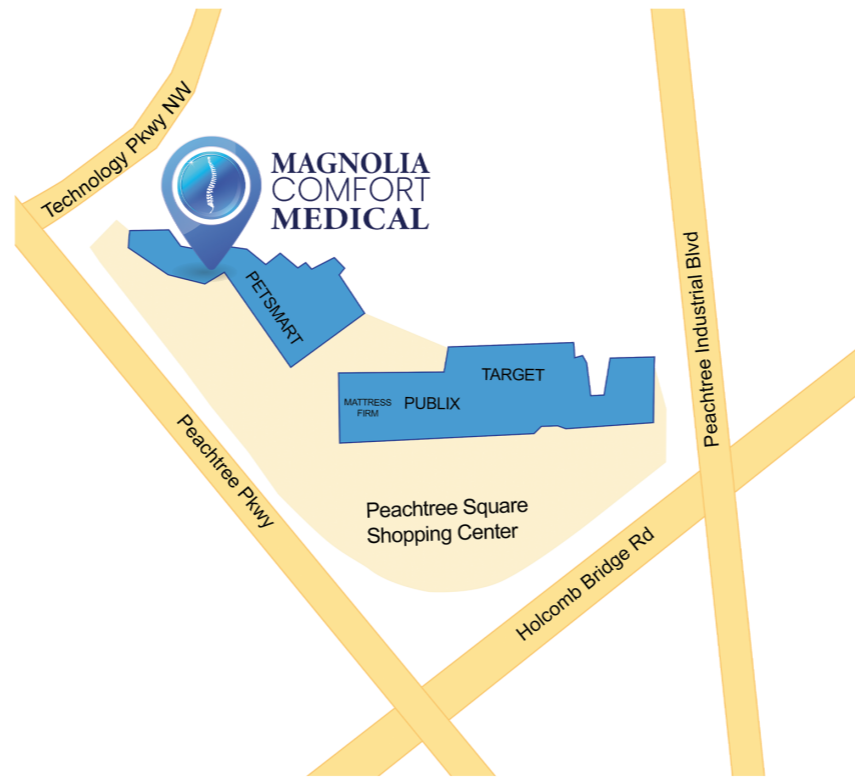 Technology Pkwy NW
MAGNOLIA
COMFORT
MEDICAL
PETSMART
Peachtree Industrial Blvd
TARGET
MATTRESS
FIRM
PUBLIX
Peachtree Pkwy
Peachtree Square
Shopping Center
Holcomb Bridge Rd